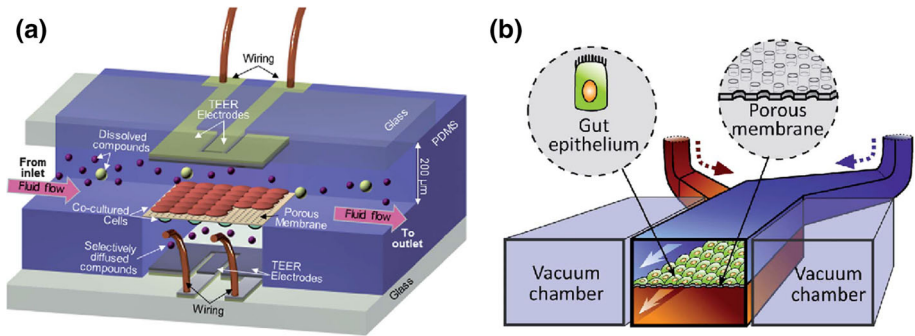 (a)
Wiring
TEER
Electrodes
Glass
PDMS
Dissolved
compounds
200 µm
From
inlet
Fluid flow
Co-cultured
Cells
Porous
Membrane
Fluid flow
To
outlet
Selectively
diffused
compounds
TEER
Electrodes
Wiring
Glass
(b)
Gut
epithelium
Porous
membrane
Vacuum
chamber
Vacuum
chamber